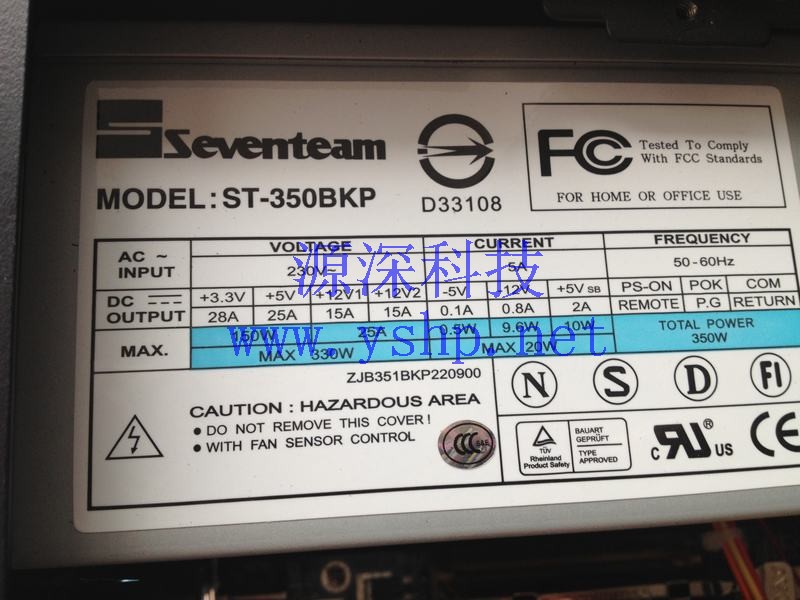 Seventeam
MODEL: ST-350BKP
D33108
FC Tested To Comply
With FCC Standards
FOR HOME OR OFFICE USE
AC ~
INPUT
VOLTAGE
CURRENT
FREQUENCY
230V~
5A
50-60Hz
DC
OUTPUT
+3.3V +5V +12V1 +12V2 -5V -12V +5V SB PS-ON POK COM
28A 25A 15A 15A 0.1A 0.8A 2A REMOTE P.G RETURN
MAX.
150W 25A 0.5W 9.6W 10W TOTAL POWER
350W
MAX 330W MAX 20W
ZJB351BKP220900
源深科技
www.yshp.net
CAUTION : HAZARDOUS AREA
● DO NOT REMOVE THIS COVER !
● WITH FAN SENSOR CONTROL
CCC S&E
N S D FI
TÜV
Rheinland
Product Safety
BAUART
GEPRÜFT
TYPE
APPROVED
c RU ® US
CE